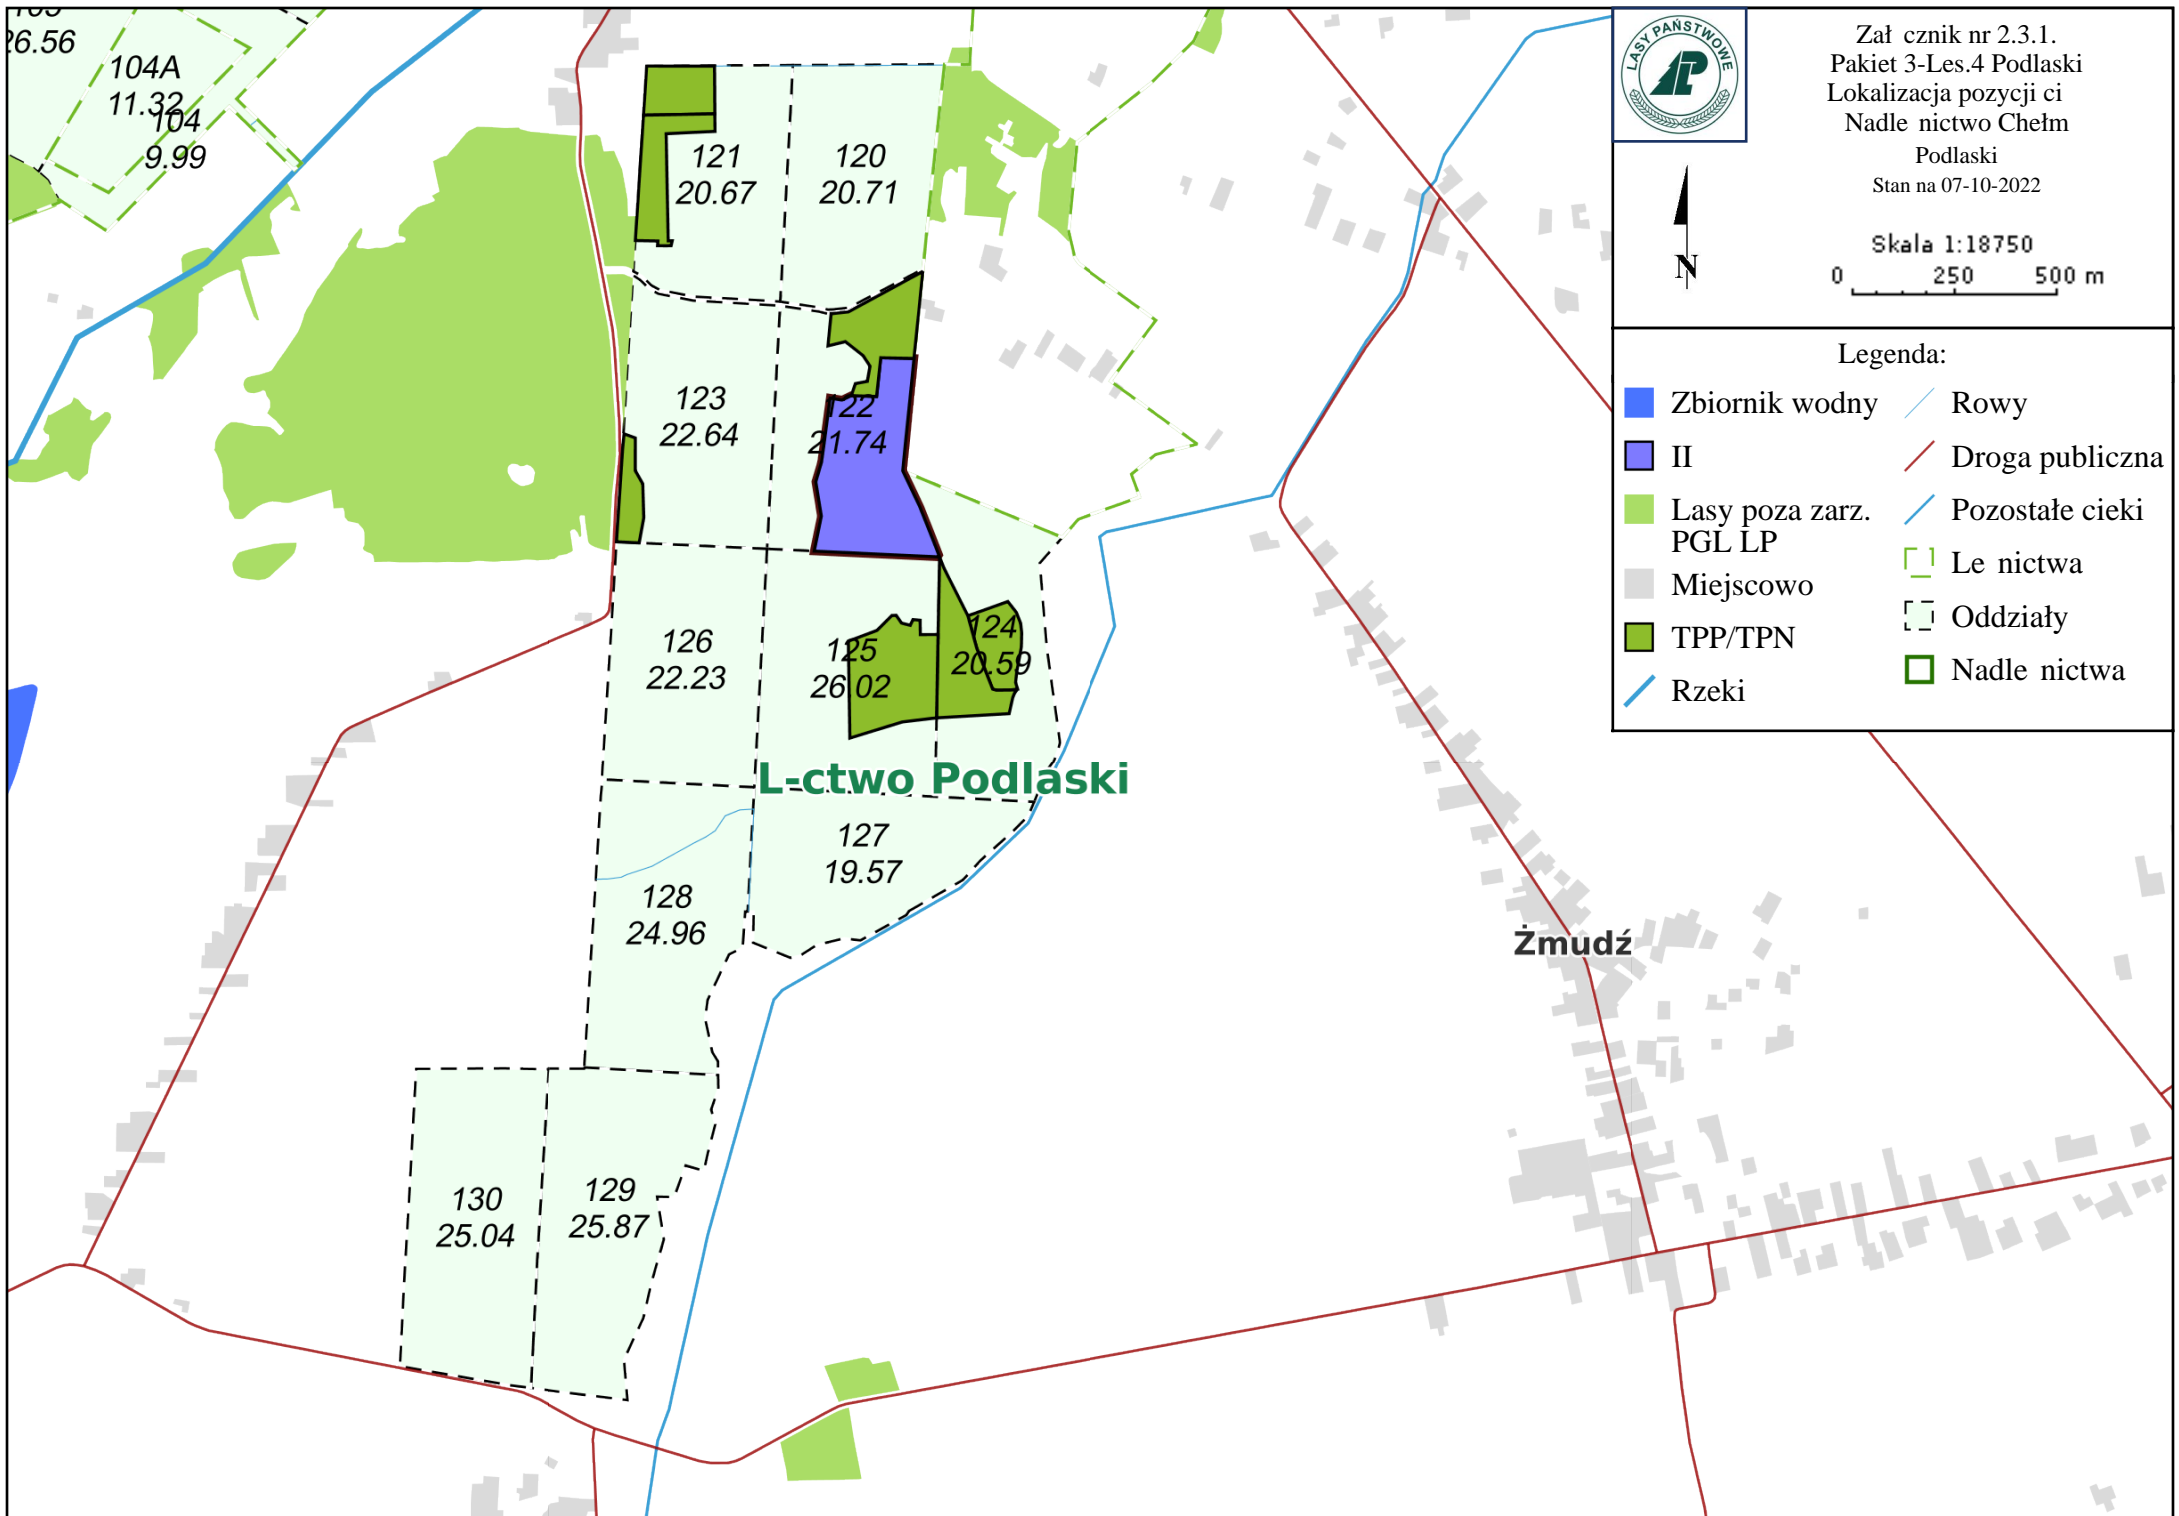 26.56
104A
11.32
104
9.99
121
20.67
120
20.71
123
22.64
122
21.74
126
22.23
125
26.02
124
20.59
L-ctwo Podlaski
127
19.57
128
24.96
130
25.04
129
25.87
Żmudź
LASY PAŃSTWOWE
Zał cznik nr 2.3.1.
Pakiet 3-Les.4 Podlaski
Lokalizacja pozycji ci
Nadle nictwo Chełm
Podlaski
Stan na 07-10-2022
N
Skala 1:18750
0 250 500 m
Legenda:
Zbiornik wodny
II
Lasy poza zarz.
PGL LP
Miejscowo
TPP/TPN
Rzeki
Rowy
Droga publiczna
Pozostałe cieki
Le nictwa
Oddziały
Nadle nictwa